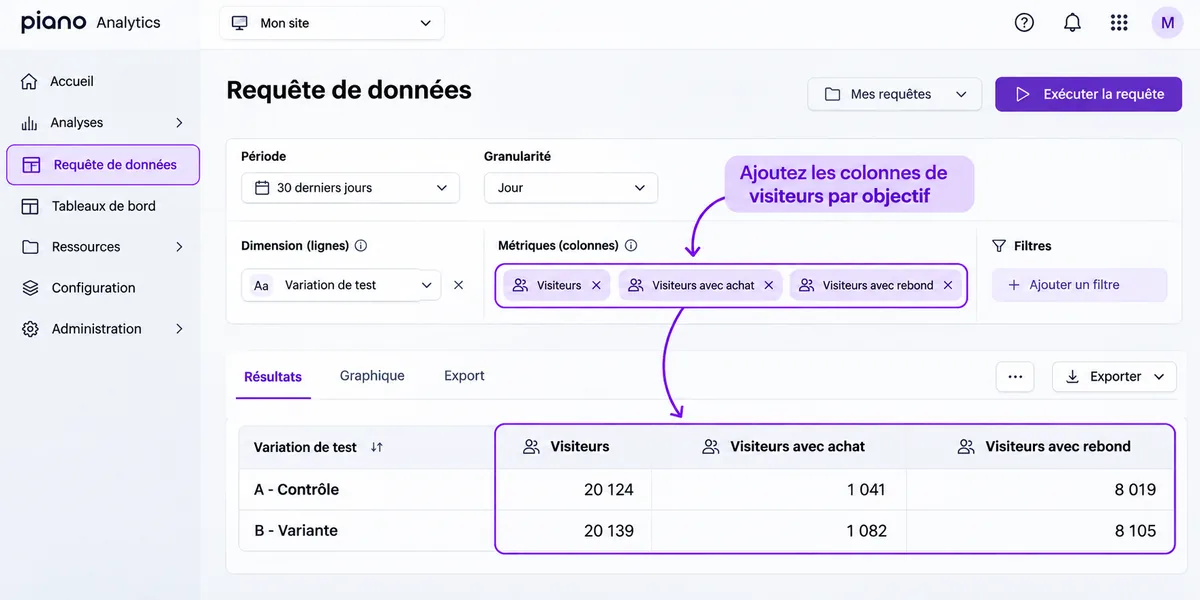 piano Analytics
Mon site
M
Accueil
Analyses
Requête de données
Tableaux de bord
Ressources
Configuration
Administration
Requête de données
Mes requêtes
Exécuter la requête
Période
30 derniers jours
Granularité
Jour
Ajoutez les colonnes de
visiteurs par objectif
Dimension (lignes)
Aa Variation de test
Métriques (colonnes)
Visiteurs
Visiteurs avec achat
Visiteurs avec rebond
Filtres
+ Ajouter un filtre
Résultats
Graphique
Export
Exporter
Variation de test Visiteurs Visiteurs avec achat Visiteurs avec rebond
A - Contrôle 20 124 1 041 8 019
B - Variante 20 139 1 082 8 105